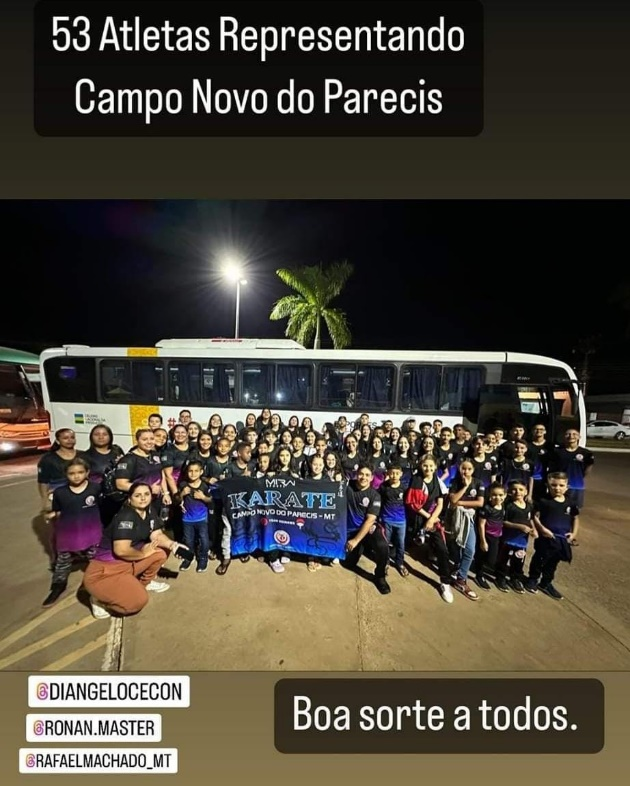 53 Atletas Representando
Campo Novo do Parecis
MIRAI
KARATE
CAMPO NOVO DO PARECIS - MT
@DIANGELOCECON
@RONAN.MASTER
@RAFAELMACHADO_MT
Boa sorte a todos.